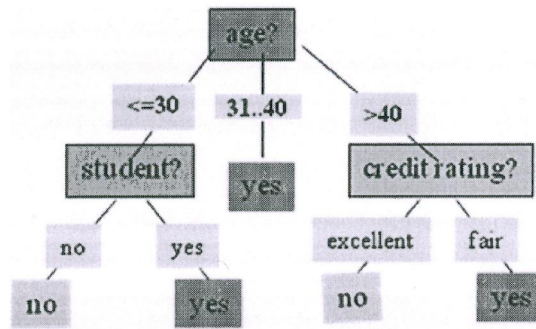 age?
<=30 31..40 >40
student? yes credit rating?
no yes excellent fair
no yes no yes